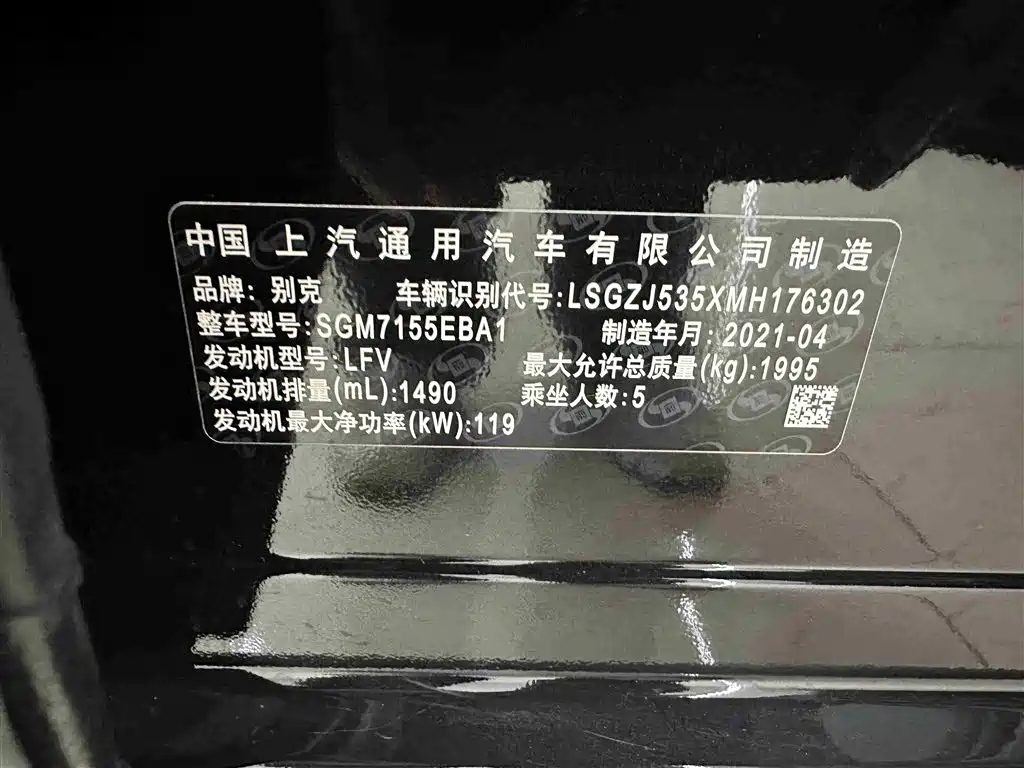 中国上汽通用汽车有限公司制造
品牌：别克 车辆识别代号:LSGZJ535XMH176302
整车型号:SGM7155EBA1 制造年月: 2021-04
发动机型号:LFV 最大允许总质量(kg):1995
发动机排量(mL):1490 乘坐人数:5
发动机最大净功率(kW):119